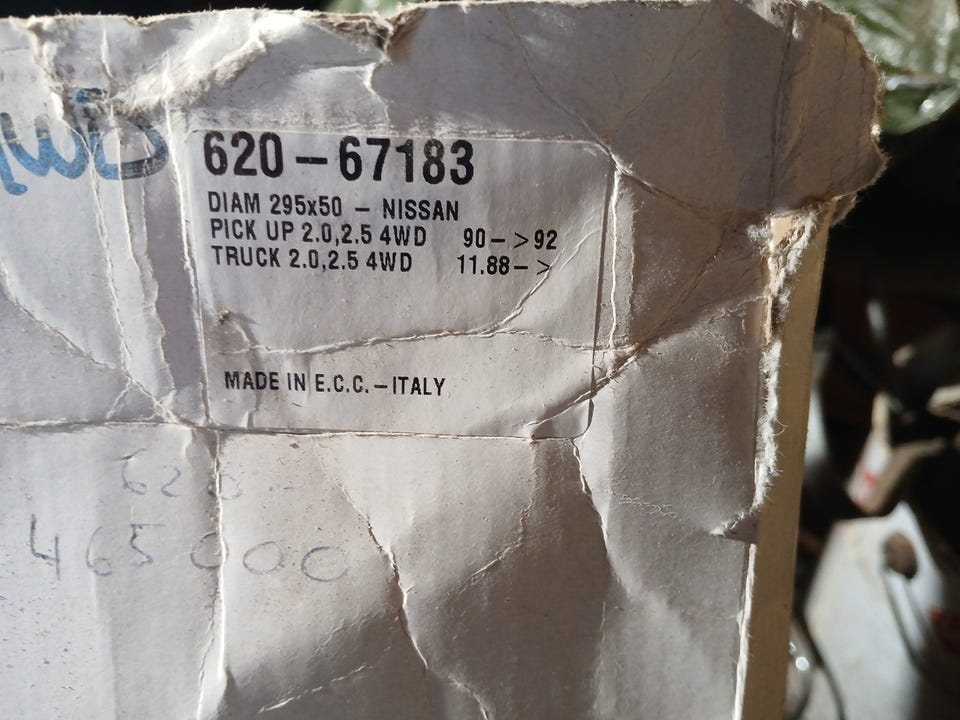 4WD
620-67183
DIAM 295x50 - NISSAN
PICK UP 2.0,2.5 4WD 90->92
TRUCK 2.0,2.5 4WD 11.88->
MADE IN E.C.C.-ITALY
620 -
465000